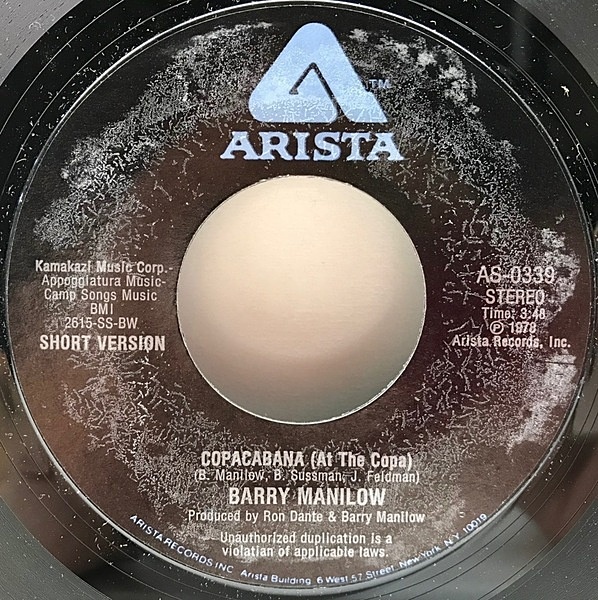 TM
ARISTA
Kamakazi Music Corp.-
Appoggiatura Music-
Camp Songs Music
BMI
2615-SS-BW
SHORT VERSION
AS-0339
STEREO
Time: 3:48
℗ 1978
Arista Records, Inc.
COPACABANA (At The Copa)
(B. Manilow, B. Sussman, J. Feldman)
BARRY MANILOW
Produced by Ron Dante & Barry Manilow
Unauthorized duplication is a
violation of applicable laws.
ARISTA RECORDS INC Arista Building 6 West 57 Street New York N Y 10019